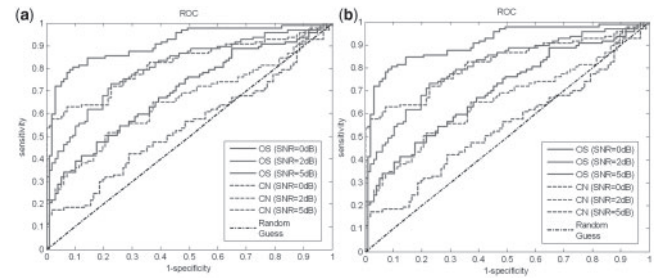 (a)
ROC
1
0.9
0.8
0.7
0.6
0.5
0.4
0.3
0.2
0.1
0
sensitivity
OS (SNR=0dB)
OS (SNR=2dB)
OS (SNR=5dB)
CN (SNR=0dB)
CN (SNR=2dB)
CN (SNR=5dB)
Random
Guess
0 0.1 0.2 0.3 0.4 0.5 0.6 0.7 0.8 0.9 1
1-specificity
(b)
ROC
1
0.9
0.8
0.7
0.6
0.5
0.4
0.3
0.2
0.1
0
sensitivity
OS (SNR=0dB)
OS (SNR=2dB)
OS (SNR=5dB)
CN (SNR=0dB)
CN (SNR=2dB)
CN (SNR=5dB)
Random
Guess
0 0.1 0.2 0.3 0.4 0.5 0.6 0.7 0.8 0.9 1
1-specificity